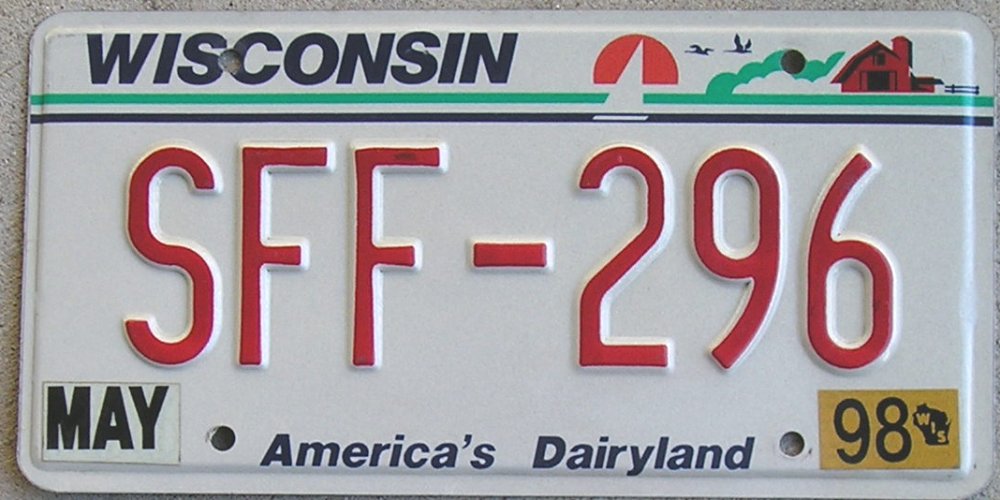 WISCONSIN
SFF-296
MAY
98
WIS
America's Dairyland